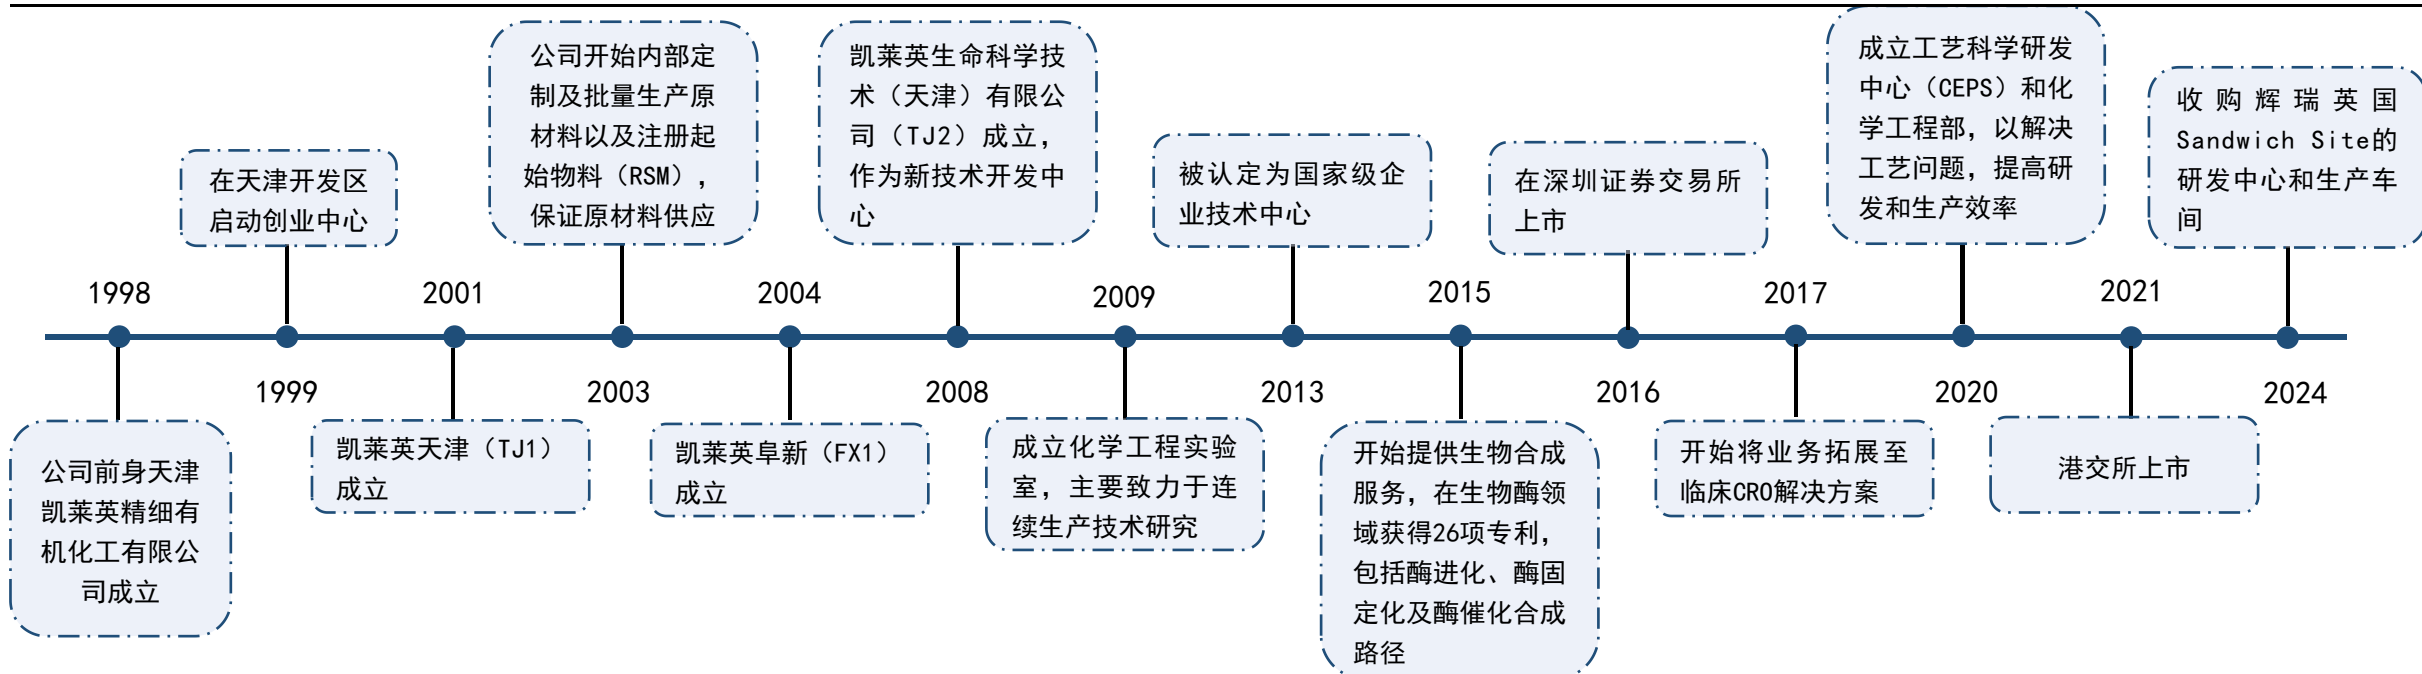 1998
公司前身天津
凯莱英精细有
机化工有限公
司成立
在天津开发区
启动创业中心
1999
2001
凯莱英天津（TJ1）
成立
公司开始内部定
制及批量生产原
材料以及注册起
始物料（RSM），
保证原材料供应
2003
2004
凯莱英阜新（FX1）
成立
凯莱英生命科学技
术（天津）有限公
司（TJ2）成立，
作为新技术开发中
心
2008
2009
成立化学工程实验
室，主要致力于连
续生产技术研究
被认定为国家级企
业技术中心
2013
2015
开始提供生物合成
服务，在生物酶领
域获得26项专利，
包括酶进化、酶固
定化及酶催化合成
路径
在深圳证券交易所
上市
2016
2017
开始将业务拓展至
临床CRO解决方案
成立工艺科学研发
中心（CEPS）和化
学工程部，以解决
工艺问题，提高研
发和生产效率
2020
2021
港交所上市
收购辉瑞英国
Sandwich Site的
研发中心和生产车
间
2024